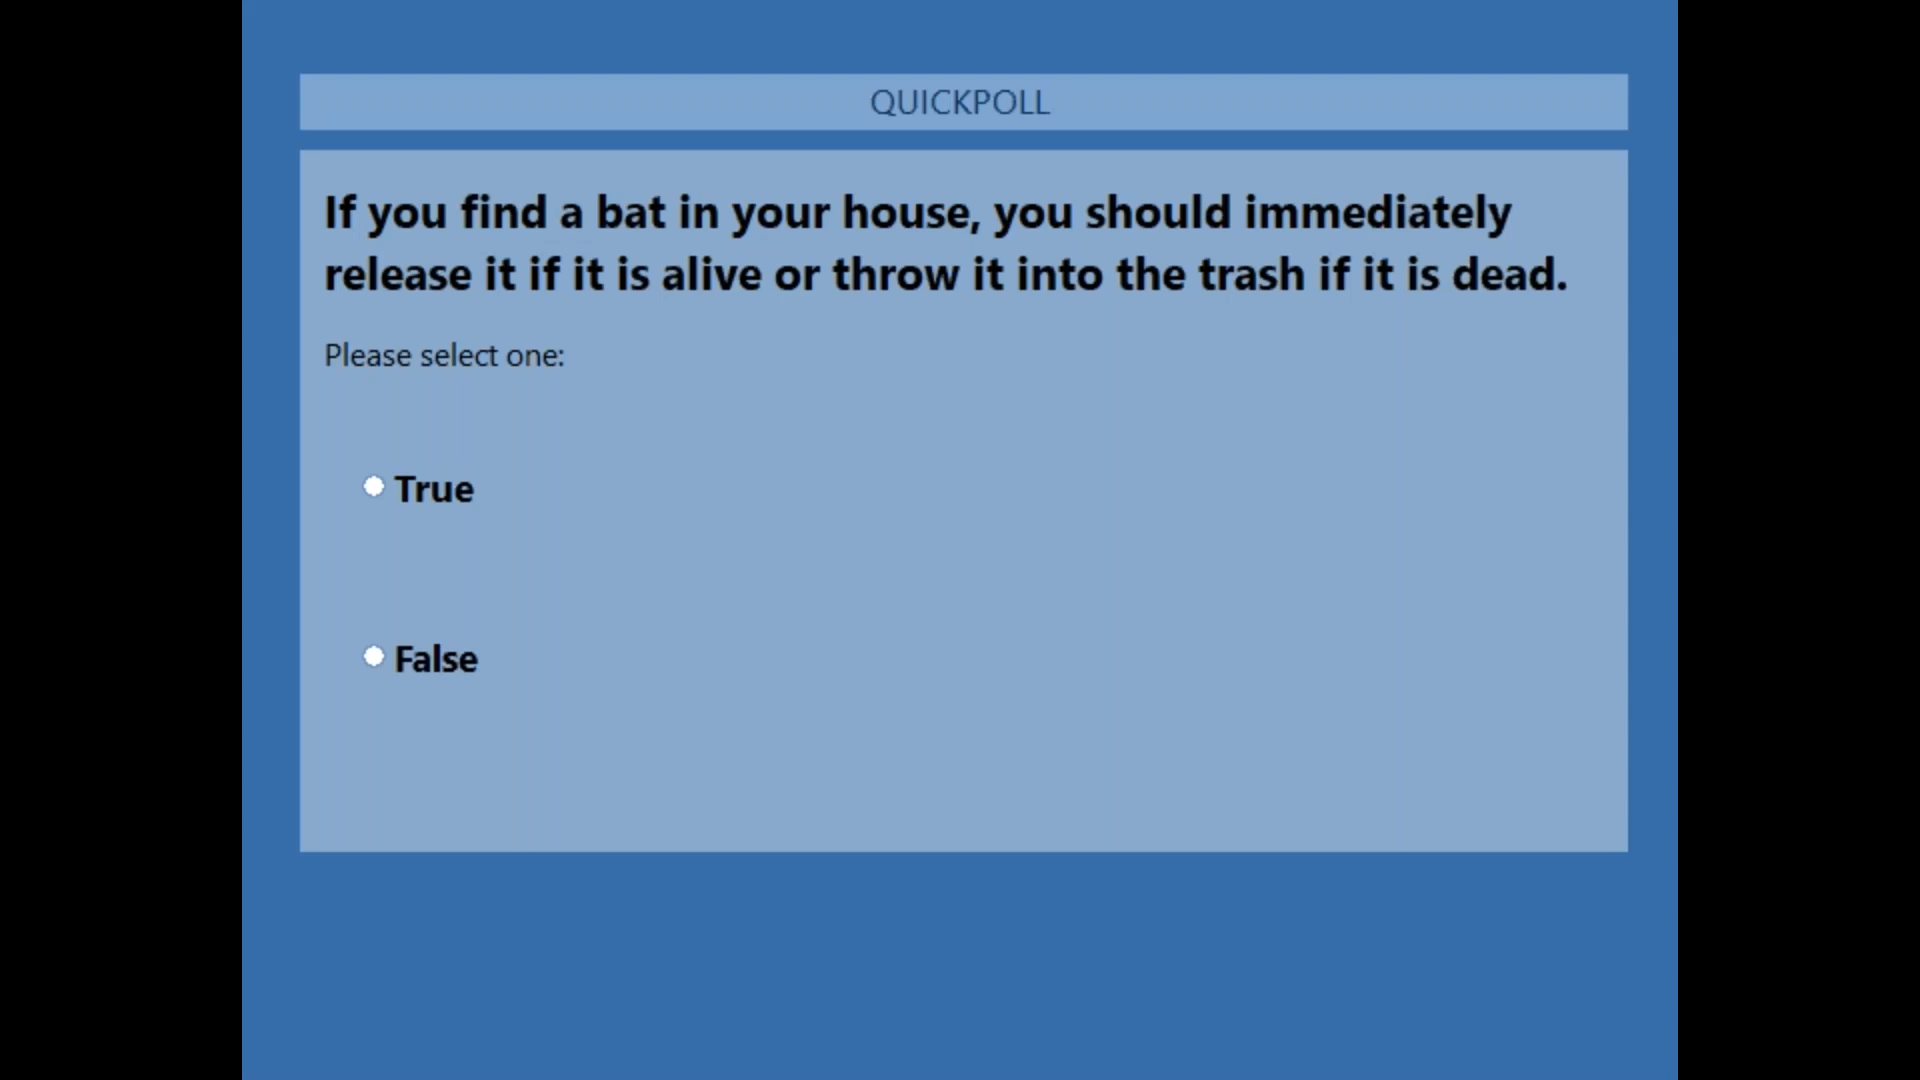 QUICKPOLL
If you find a bat in your house, you should immediately
release it if it is alive or throw it into the trash if it is dead.
Please select one:
True
False